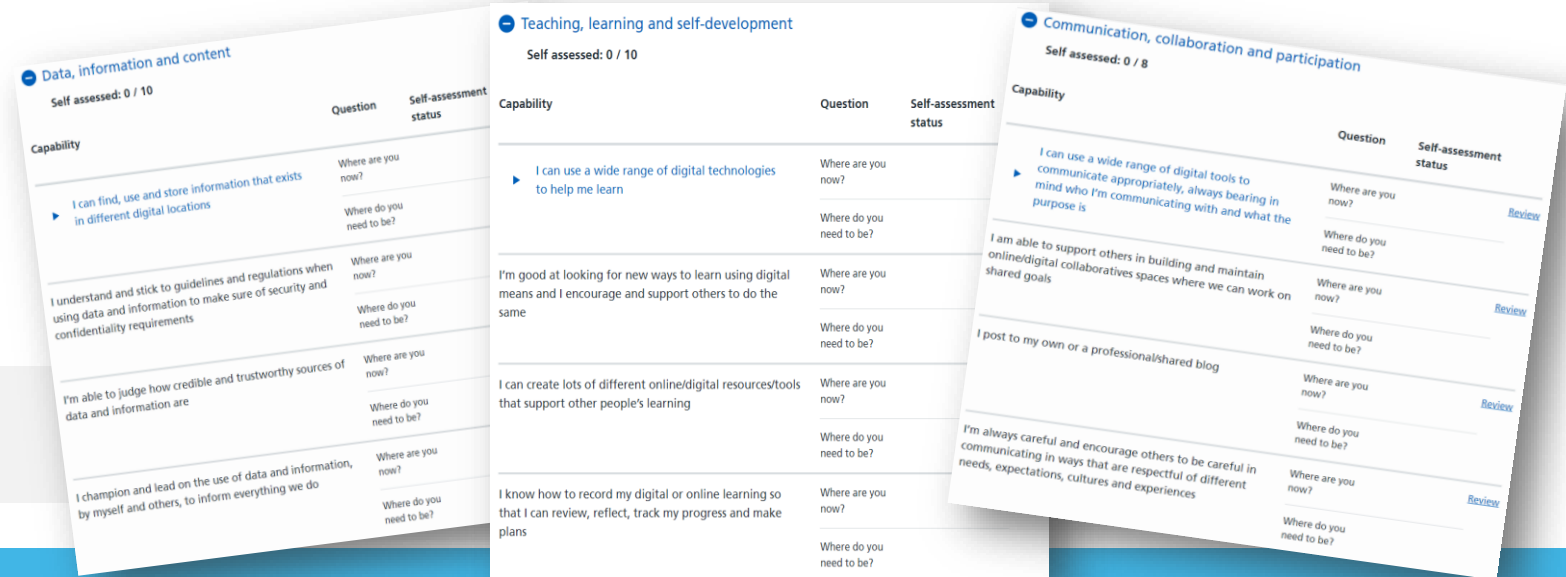 Data, information and content
Self assessed: 0 / 10
Capability
Question
Self-assessment
status
I can find, use and store information that exists
in different digital locations
Where are you
now?
Where do you
need to be?
I understand and stick to guidelines and regulations when
using data and information to make sure of security and
confidentiality requirements
Where are you
now?
Where do you
need to be?
I'm able to judge how credible and trustworthy sources of
data and information are
Where are you
now?
Where do you
need to be?
I champion and lead on the use of data and information,
by myself and others, to inform everything we do
Where are you
now?
Where do you
need to be?
Teaching, learning and self-development
Self assessed: 0 / 10
Capability
Question
Self-assessment
status
I can use a wide range of digital technologies
to help me learn
Where are you
now?
Where do you
need to be?
I'm good at looking for new ways to learn using digital
means and I encourage and support others to do the
same
Where are you
now?
Where do you
need to be?
I can create lots of different online/digital resources/tools
that support other people's learning
Where are you
now?
Where do you
need to be?
I know how to record my digital or online learning so
that I can review, reflect, track my progress and make
plans
Where are you
now?
Where do you
need to be?
Communication, collaboration and participation
Self assessed: 0 / 8
Capability
Question
Self-assessment
status
I can use a wide range of digital tools to
communicate appropriately, always bearing in
mind who I'm communicating with and what the
purpose is
Where are you
now?
Where do you
need to be?
Review
I am able to support others in building and maintain
online/digital collaboratives spaces where we can work on
shared goals
Where are you
now?
Where do you
need to be?
Review
I post to my own or a professional/shared blog
Where are you
now?
Where do you
need to be?
Review
I'm always careful and encourage others to be careful in
communicating in ways that are respectful of different
needs, expectations, cultures and experiences
Where are you
now?
Where do you
need to be?
Review